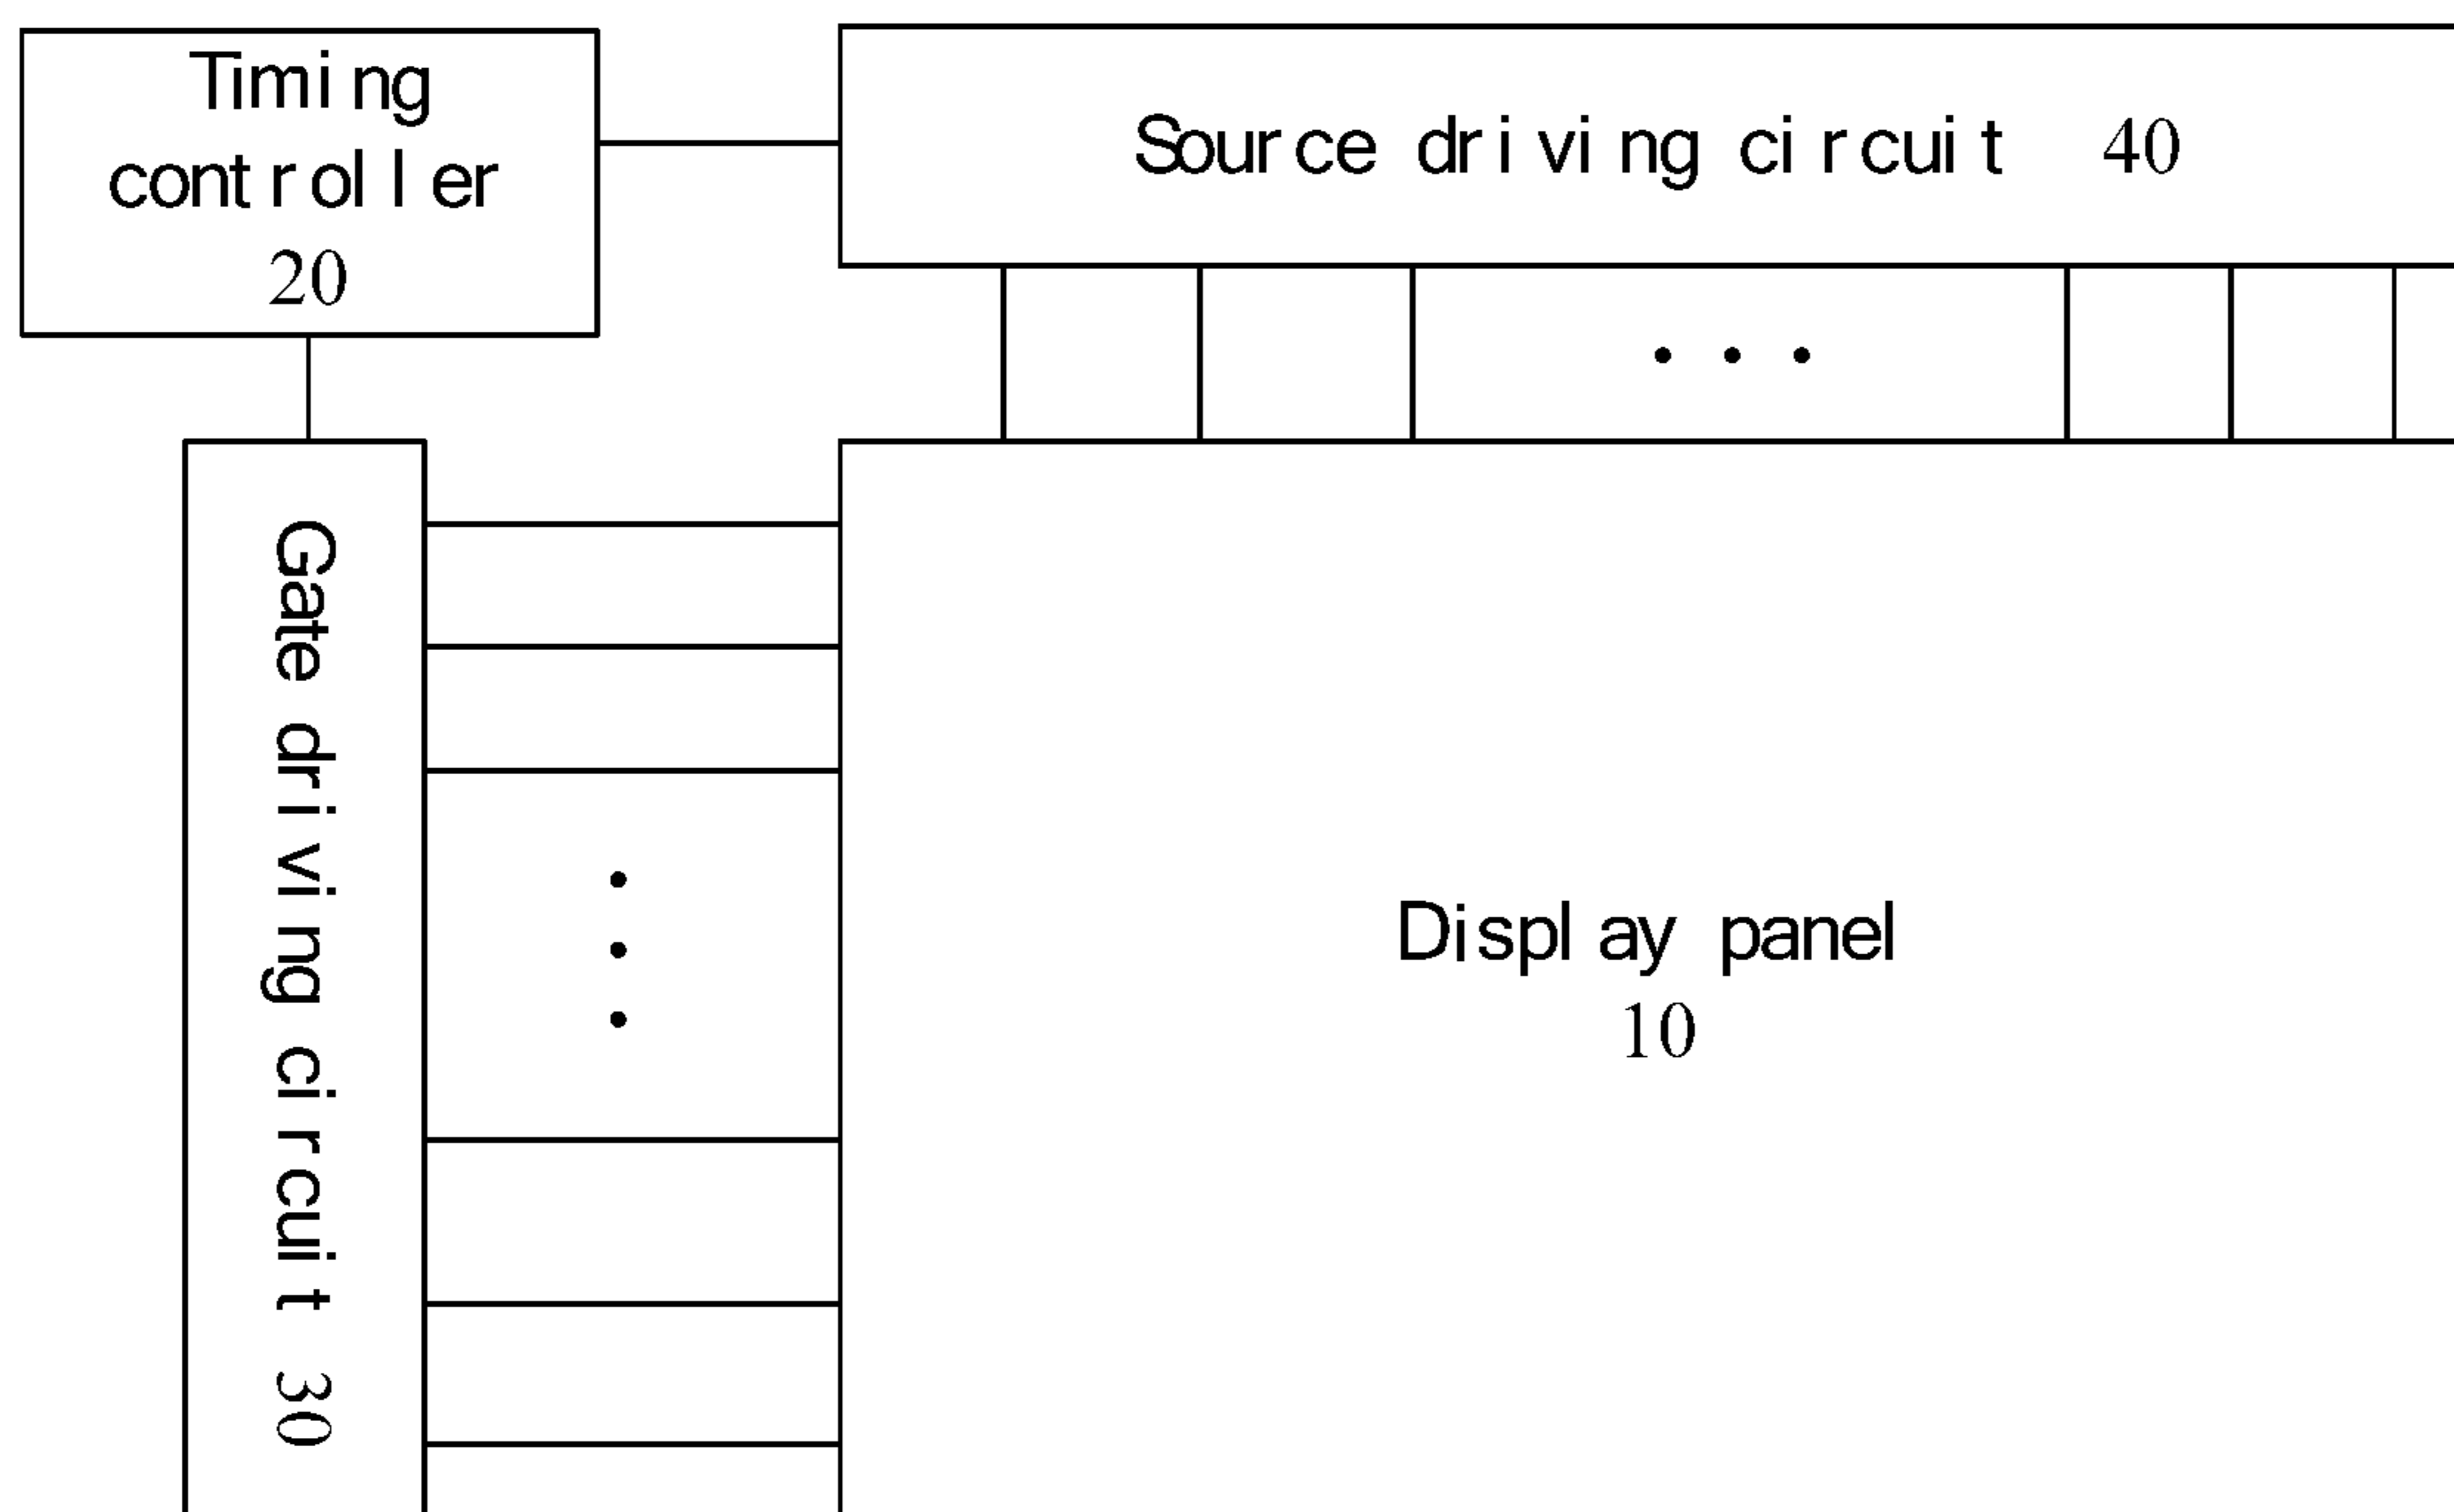 Timing
controller
20
Source driving circuit 40
Gate driving circuit 30
Display panel
10